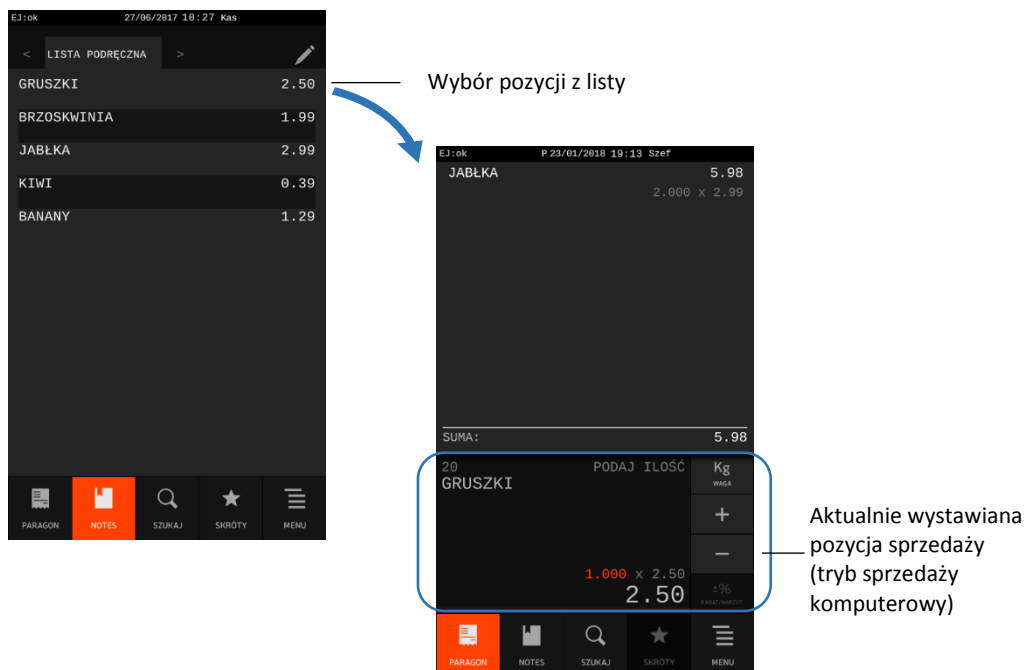 EJ:ok 27/06/2017 10:27 Kas
< LISTA PODRĘCZNA >
GRUSZKI 2.50
BRZOSKWINIA 1.99
JABŁKA 2.99
KIWI 0.39
BANANY 1.29
PARAGON NOTES SZUKAJ SKRÓTY MENU
Wybór pozycji z listy
EJ:ok P 23/01/2018 19:13 Szef
JABŁKA 5.98
2.000 x 2.99
SUMA: 5.98
20 PODAJ ILOŚĆ
GRUSZKI
Kg
WAGA
+
−
1.000 x 2.50
2.50
±%
RABAT/NARZUT
PARAGON NOTES SZUKAJ SKRÓTY MENU
Aktualnie wystawiana
pozycja sprzedaży
(tryb sprzedaży
komputerowy)